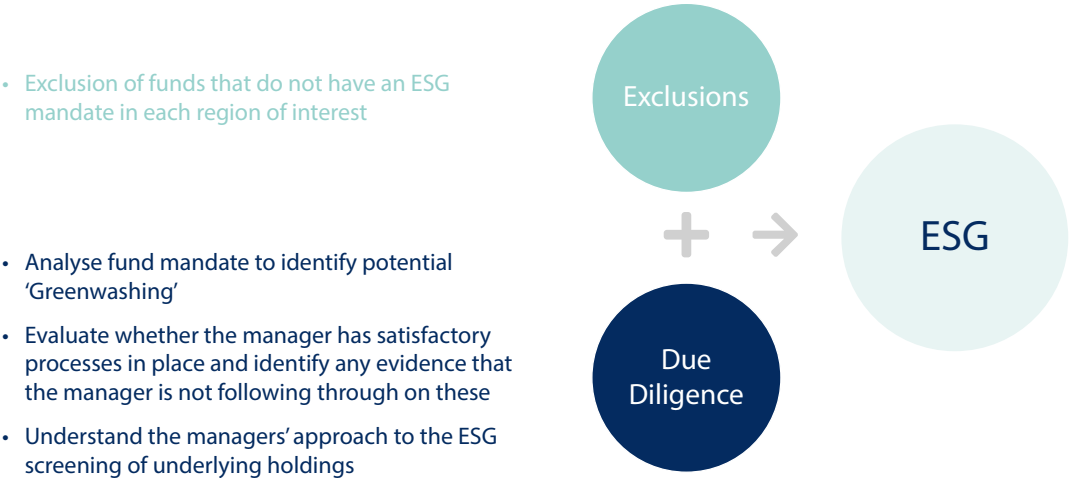 • Exclusion of funds that do not have an ESG
mandate in each region of interest
Exclusions
• Analyse fund mandate to identify potential
‘Greenwashing’
• Evaluate whether the manager has satisfactory
processes in place and identify any evidence that
the manager is not following through on these
• Understand the managers’ approach to the ESG
screening of underlying holdings
Due
Diligence
ESG